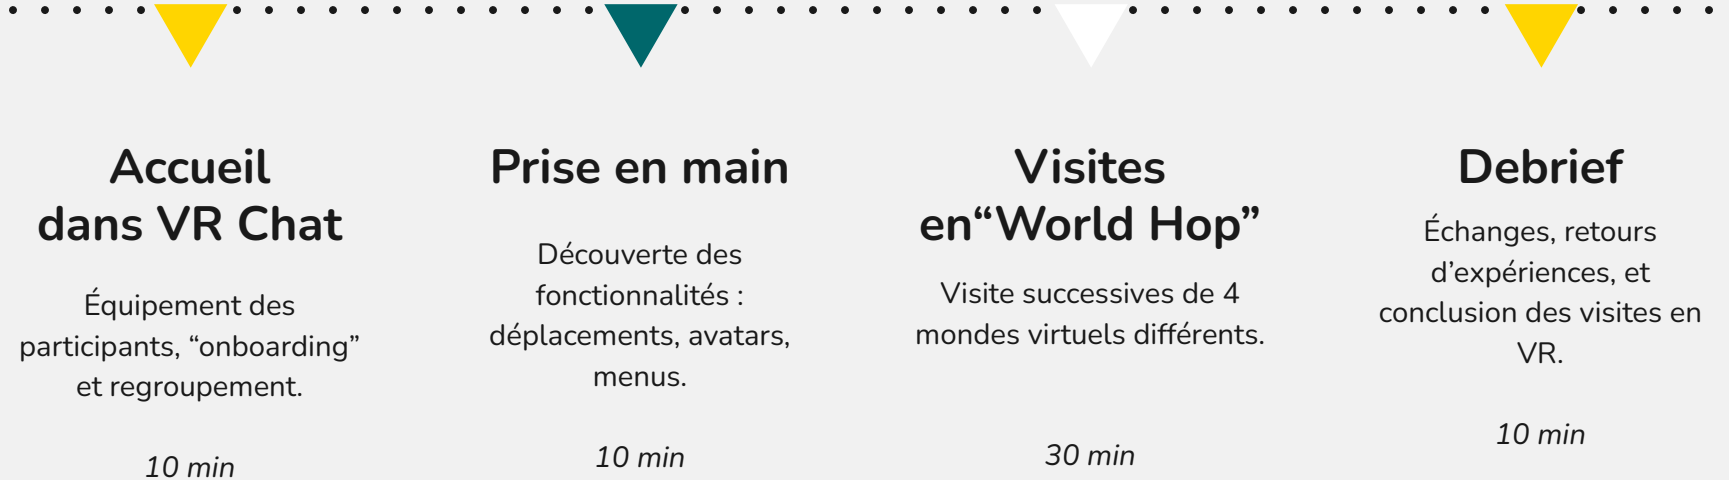 Accueil
dans VR Chat
Équipement des
participants, “onboarding”
et regroupement.
10 min
Prise en main
Découverte des
fonctionnalités :
déplacements, avatars,
menus.
10 min
Visites
en“World Hop”
Visite successives de 4
mondes virtuels différents.
30 min
Debrief
Échanges, retours
d’expériences, et
conclusion des visites en
VR.
10 min